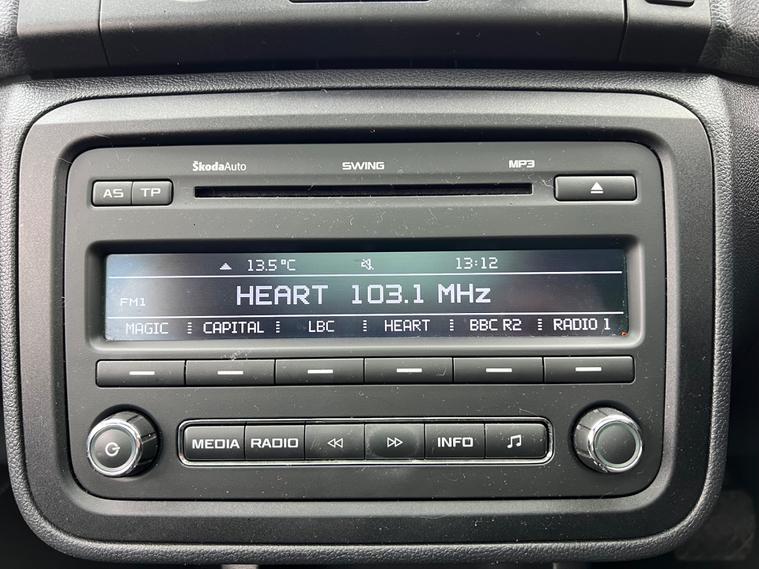 ŠkodaAuto SWING MP3
AS TP
13.5°C 13:12
FM1 HEART 103.1 MHz
MAGIC CAPITAL LBC HEART BBC R2 RADIO 1
MEDIA RADIO INFO